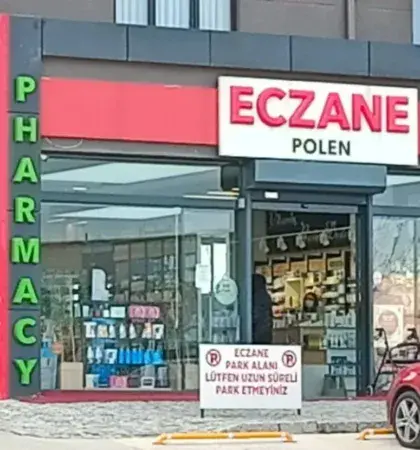 PHARMACY
ECZANE
POLEN
ECZANE
PARK ALANI
LÜTFEN UZUN SÜRELİ
PARK ETMEYİNİZ